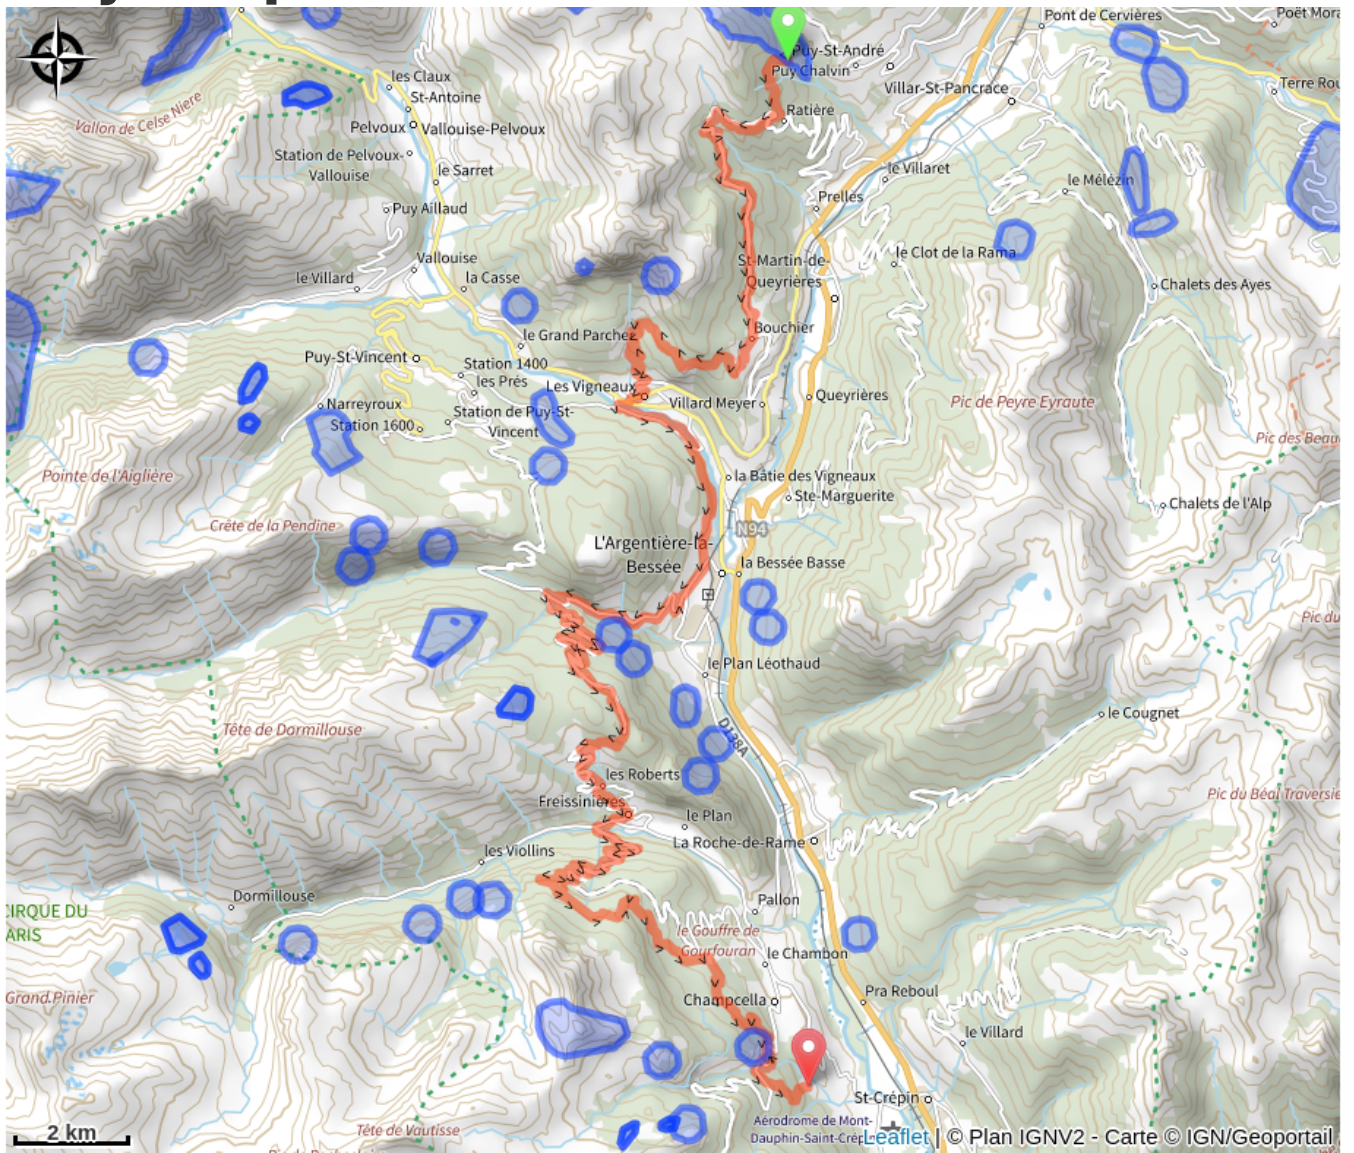 Pont de Cervières
Poët Mora
Puy-St-André
Puy Chalvin
les Claux
St-Antoine
Terre Rou
Villar-St-Pancrace
Vallon de Celse Niere
Ratière
Pelvoux
Vallouise-Pelvoux
Station de Pelvoux-
Vallouise
le Sarret
le Villaret
le Mélézin
Prelles
Puy Aillaud
Vallouise
le Clot de la Rama
St-Martin-de-
Queyrières
le Villard
la Casse
Chalets des Ayes
Bouchier
le Grand Parcher
Puy-St-Vincent
Station 1400
les Prés
Les Vigneaux
Queyrières
Villard Meyer
Narreyroux
Station 1600
Station de Puy-St-
Vincent
Pic de Peyre Eyraute
Pic des Beau
Pointe de l'Aiglière
la Bâtie des Vigneaux
Ste-Marguerite
Chalets de l'Alp
Crête de la Pendine
N94
L'Argentière-la-
Bessée
la Bessée Basse
Pic du
le Plan Léothaud
le Cougnet
Tête de Dormillouse
D138A
les Roberts
Freissinières
Pic du Béal Traversie
le Plan
La Roche-de-Rame
les Viollins
Dormillouse
Pallon
CIRQUE DU
ARIS
le Gouffre de
Gourfouran
le Chambon
Grand Pinier
Champcella
Pra Reboul
le Villard
St-Crépin
Aérodrome de Mont-
Dauphin-Saint-Crép
Tête de Vautisse
2 km
Leaflet | © Plan IGNV2 - Carte © IGN/Geoportail